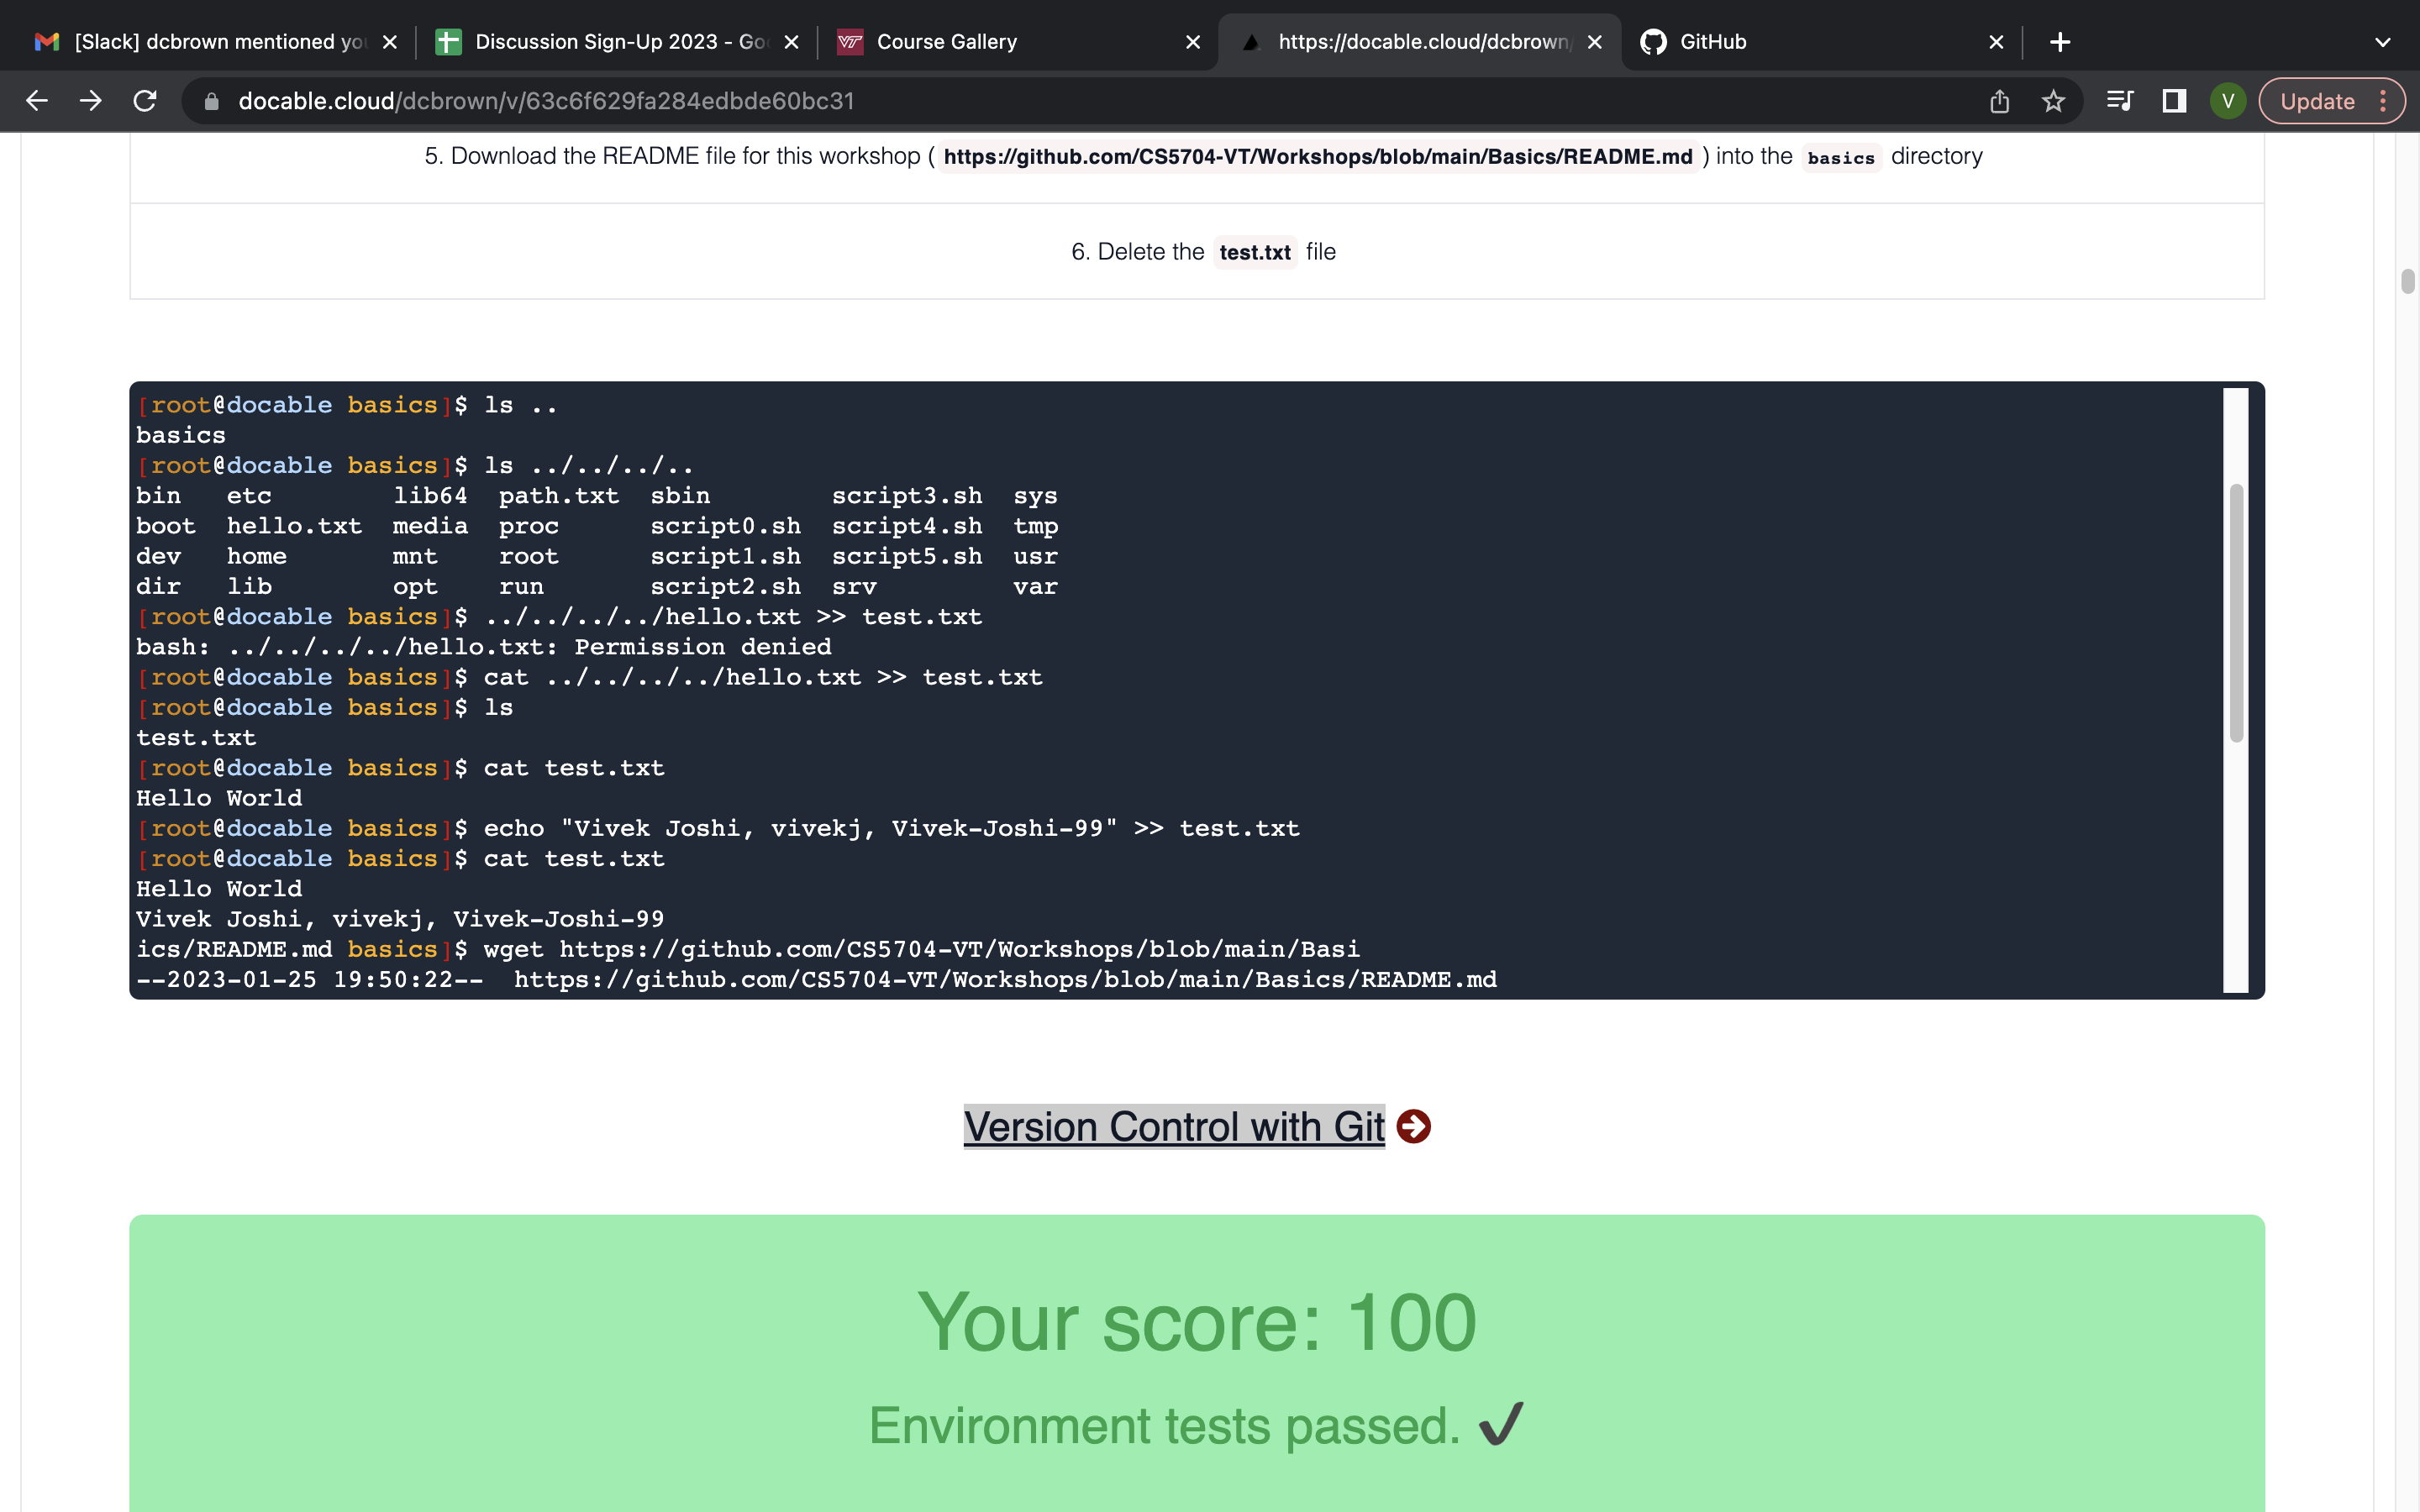 [Slack] dcbrown mentioned you
Discussion Sign-Up 2023 - Goo
Course Gallery
https://docable.cloud/dcbrown/
GitHub
docable.cloud/dcbrown/v/63c6f629fa284edbde60bc31
V
Update
5. Download the README file for this workshop ( https://github.com/CS5704-VT/Workshops/blob/main/Basics/README.md ) into the basics directory
6. Delete the test.txt file
[root@docable basics]$ ls ..
basics
[root@docable basics]$ ls ../../../..
bin etc lib64 path.txt sbin script3.sh sys
boot hello.txt media proc script0.sh script4.sh tmp
dev home mnt root script1.sh script5.sh usr
dir lib opt run script2.sh srv var
[root@docable basics]$ ../../../../hello.txt >> test.txt
bash: ../../../../hello.txt: Permission denied
[root@docable basics]$ cat ../../../../hello.txt >> test.txt
[root@docable basics]$ ls
test.txt
[root@docable basics]$ cat test.txt
Hello World
[root@docable basics]$ echo "Vivek Joshi, vivekj, Vivek-Joshi-99" >> test.txt
[root@docable basics]$ cat test.txt
Hello World
Vivek Joshi, vivekj, Vivek-Joshi-99
ics/README.md basics]$ wget https://github.com/CS5704-VT/Workshops/blob/main/Basi
--2023-01-25 19:50:22-- https://github.com/CS5704-VT/Workshops/blob/main/Basics/README.md
Version Control with Git
Your score: 100
Environment tests passed. ✔